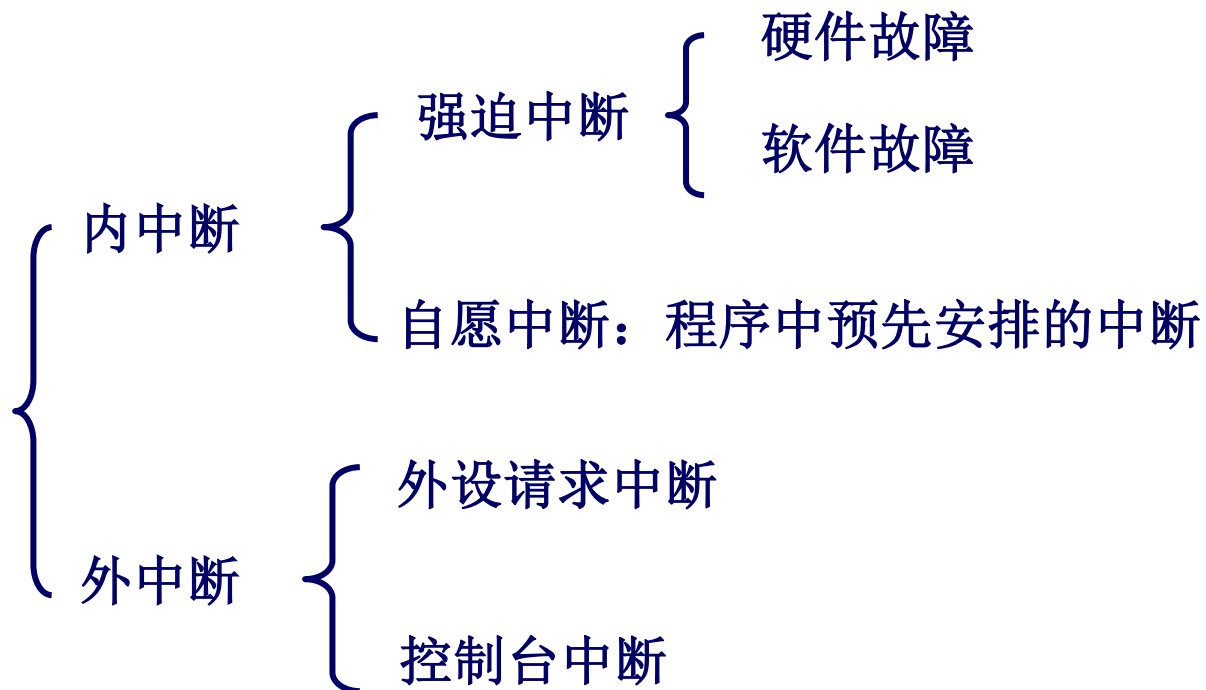 硬件故障
强迫中断
软件故障
内中断
自愿中断：程序中预先安排的中断
外设请求中断
外中断
控制台中断